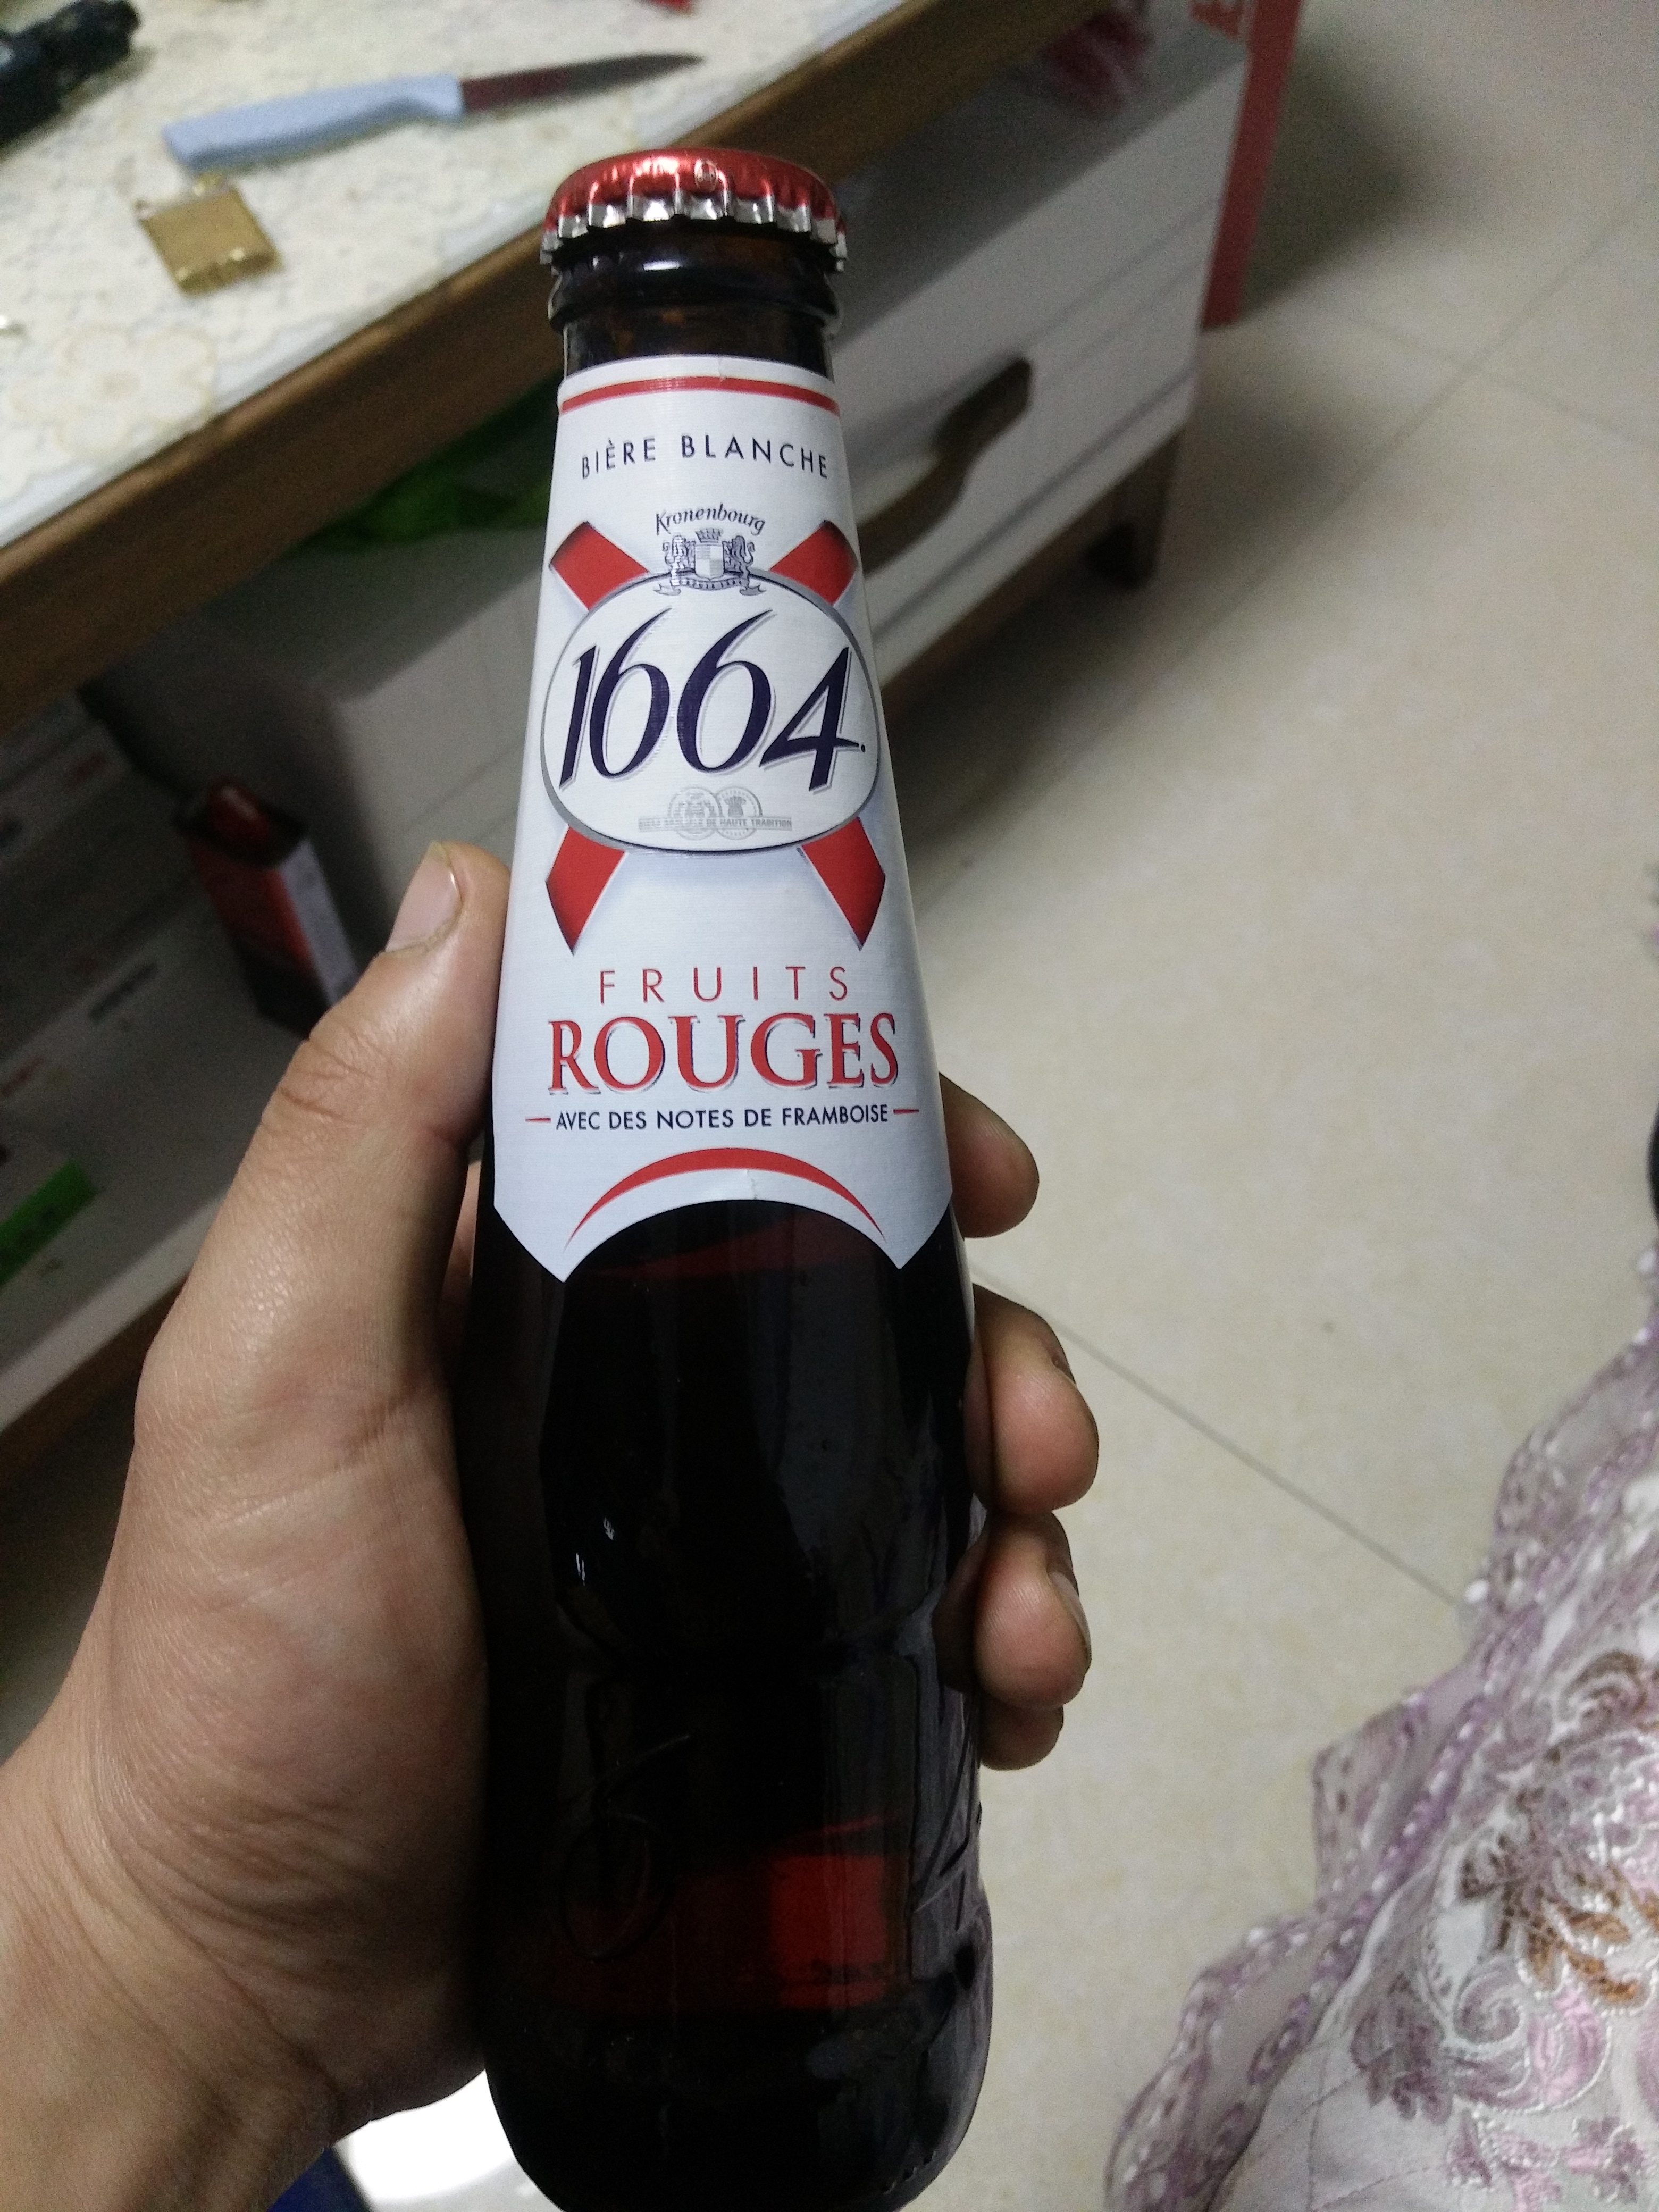 BIÈRE BLANCHE
Kronenbourg
1664.
FRUITS
ROUGES
AVEC DES NOTES DE FRAMBOISE